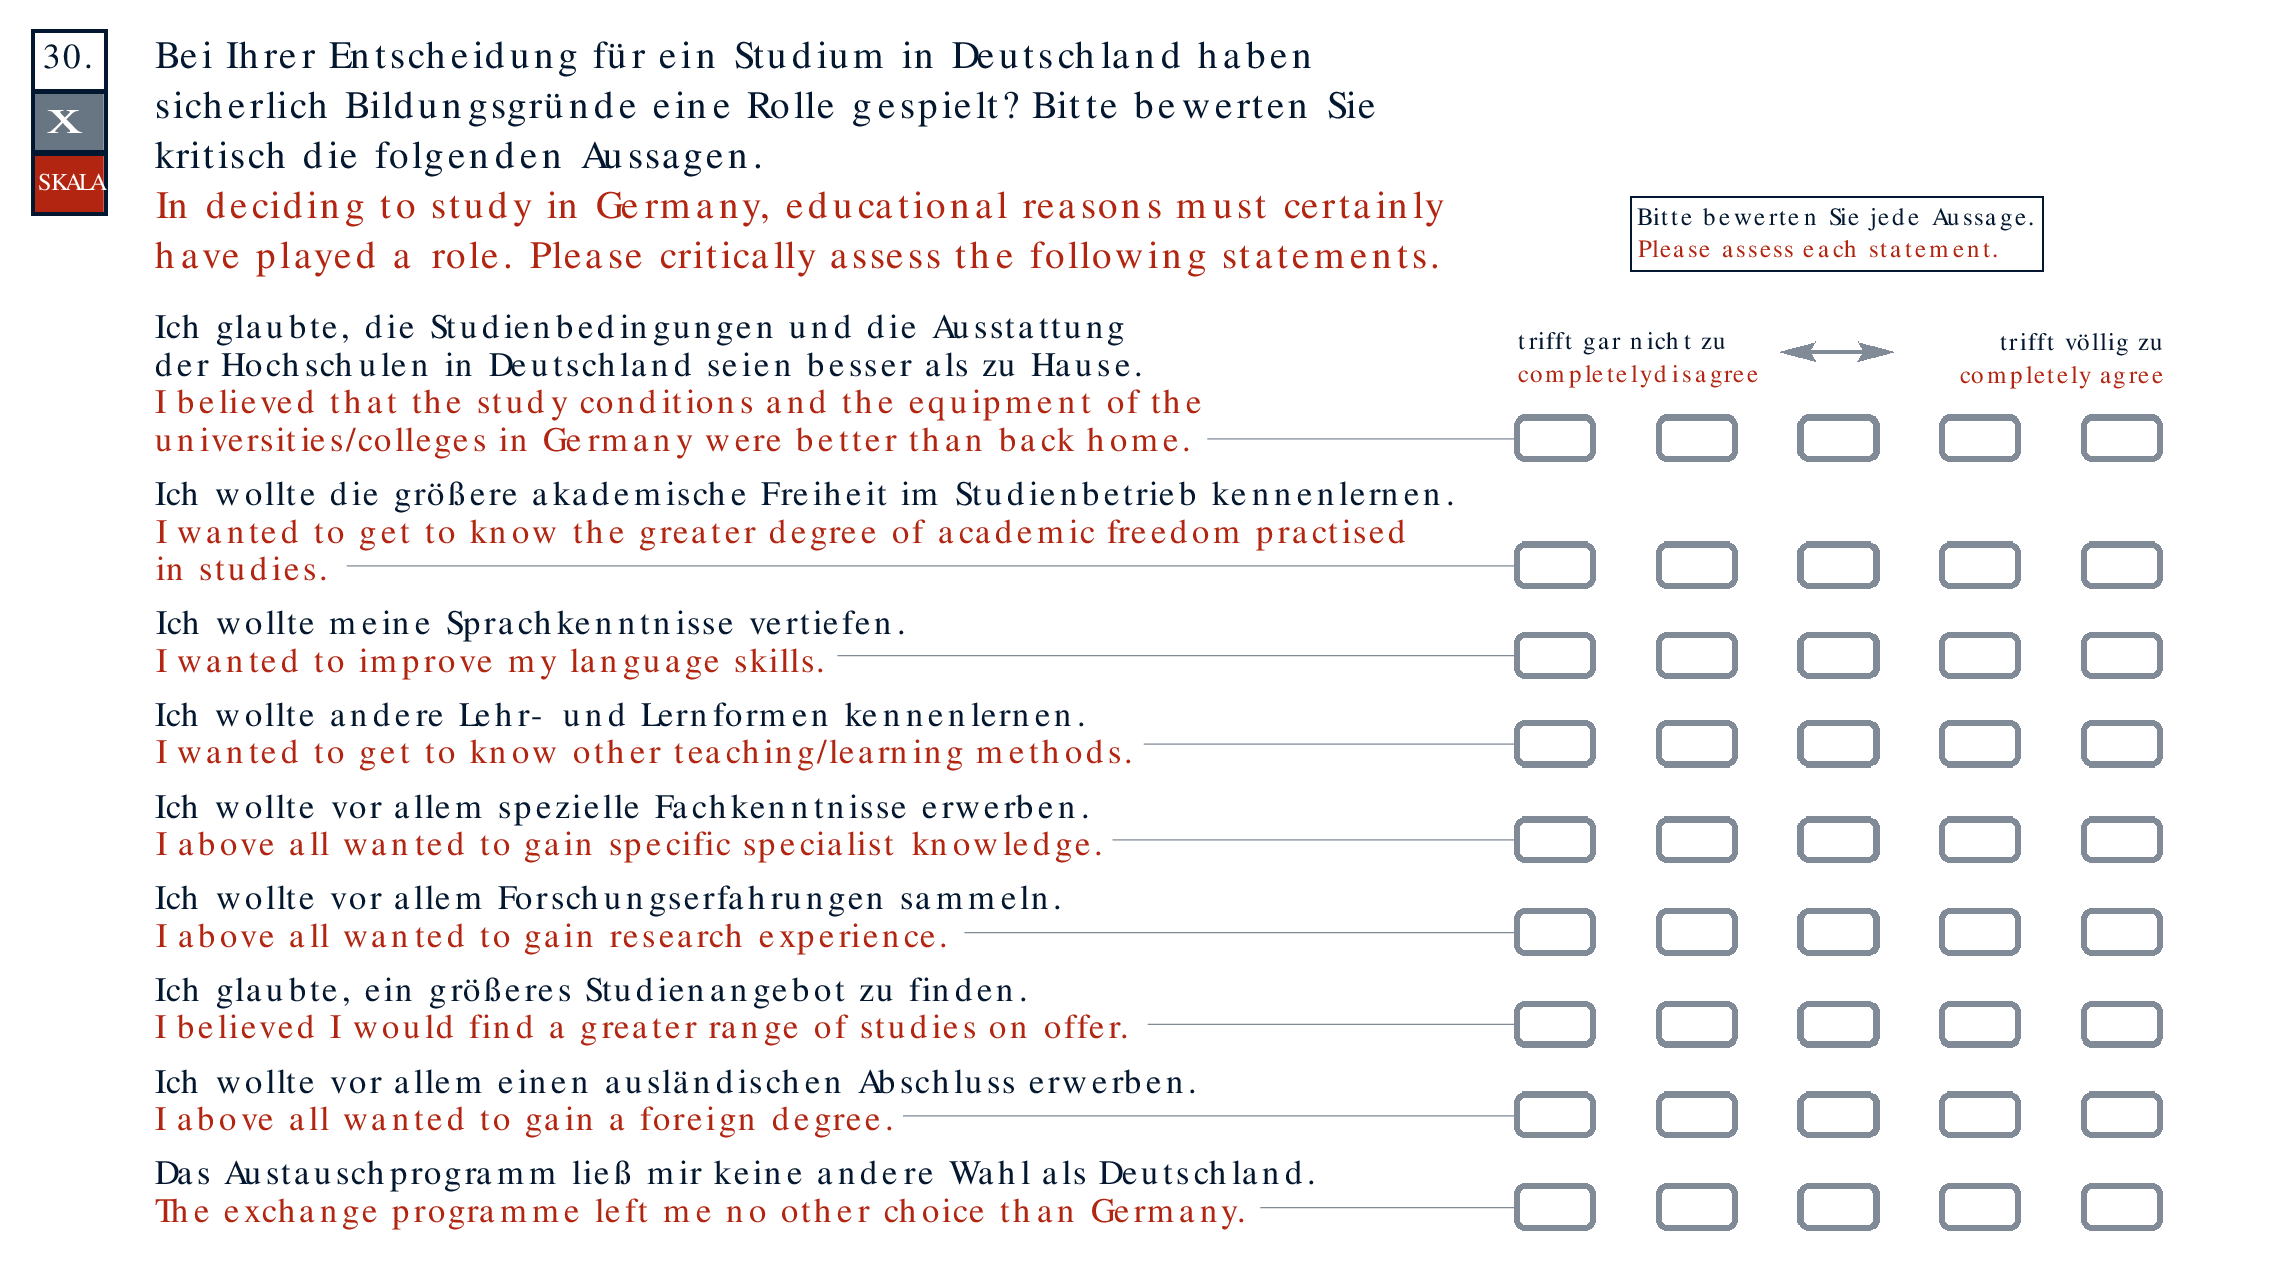 30.
X
SKALA
Bei Ihrer Entscheidung für ein Studium in Deutschland haben
sicherlich Bildungsgründe eine Rolle gespielt? Bitte bewerten Sie
kritisch die folgenden Aussagen.
In deciding to study in Germany, educational reasons must certainly
have played a role. Please critically assess the following statements.
Bitte bewerten Sie jede Aussage.
Please assess each statement.
trifft gar nicht zu
completely disagree
trifft völlig zu
completely agree
Ich glaubte, die Studienbedingungen und die Ausstattung
der Hochschulen in Deutschland seien besser als zu Hause.
I believed that the study conditions and the equipment of the
universities/colleges in Germany were better than back home.
Ich wollte die größere akademische Freiheit im Studienbetrieb kennenlernen.
I wanted to get to know the greater degree of academic freedom practised
in studies.
Ich wollte meine Sprachkenntnisse vertiefen.
I wanted to improve my language skills.
Ich wollte andere Lehr- und Lernformen kennenlernen.
I wanted to get to know other teaching/learning methods.
Ich wollte vor allem spezielle Fachkenntnisse erwerben.
I above all wanted to gain specific specialist knowledge.
Ich wollte vor allem Forschungserfahrungen sammeln.
I above all wanted to gain research experience.
Ich glaubte, ein größeres Studienangebot zu finden.
I believed I would find a greater range of studies on offer.
Ich wollte vor allem einen ausländischen Abschluss erwerben.
I above all wanted to gain a foreign degree.
Das Austauschprogramm ließ mir keine andere Wahl als Deutschland.
The exchange programme left me no other choice than Germany.